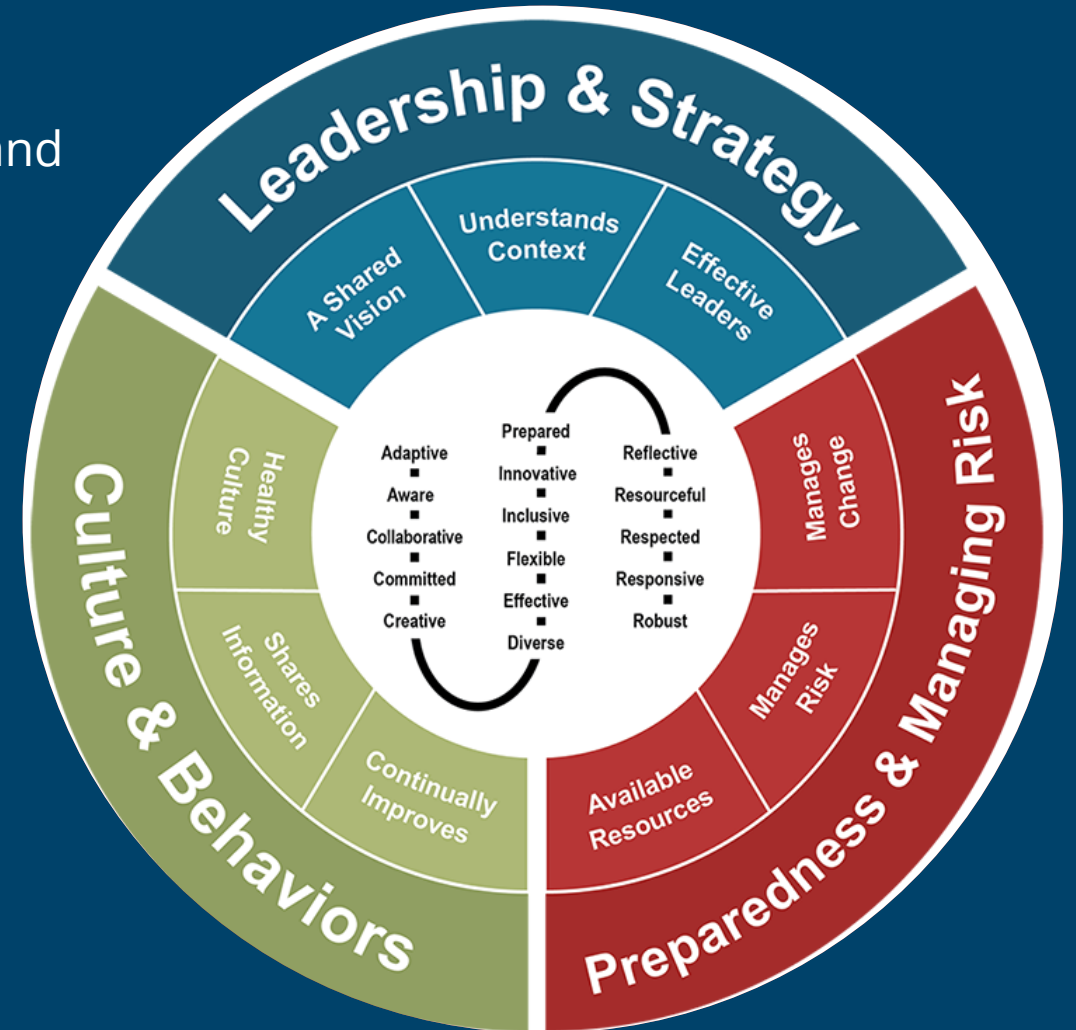 and
Leadership & Strategy
A Shared
Vision
Understands
Context
Effective
Leaders
Culture & Behaviors
Healthy
Culture
Shares
Information
Continually
Improves
Preparedness & Managing Risk
Manages
Change
Manages
Risk
Available
Resources
Adaptive
Aware
Collaborative
Committed
Creative
Prepared
Innovative
Inclusive
Flexible
Effective
Diverse
Reflective
Resourceful
Respected
Responsive
Robust